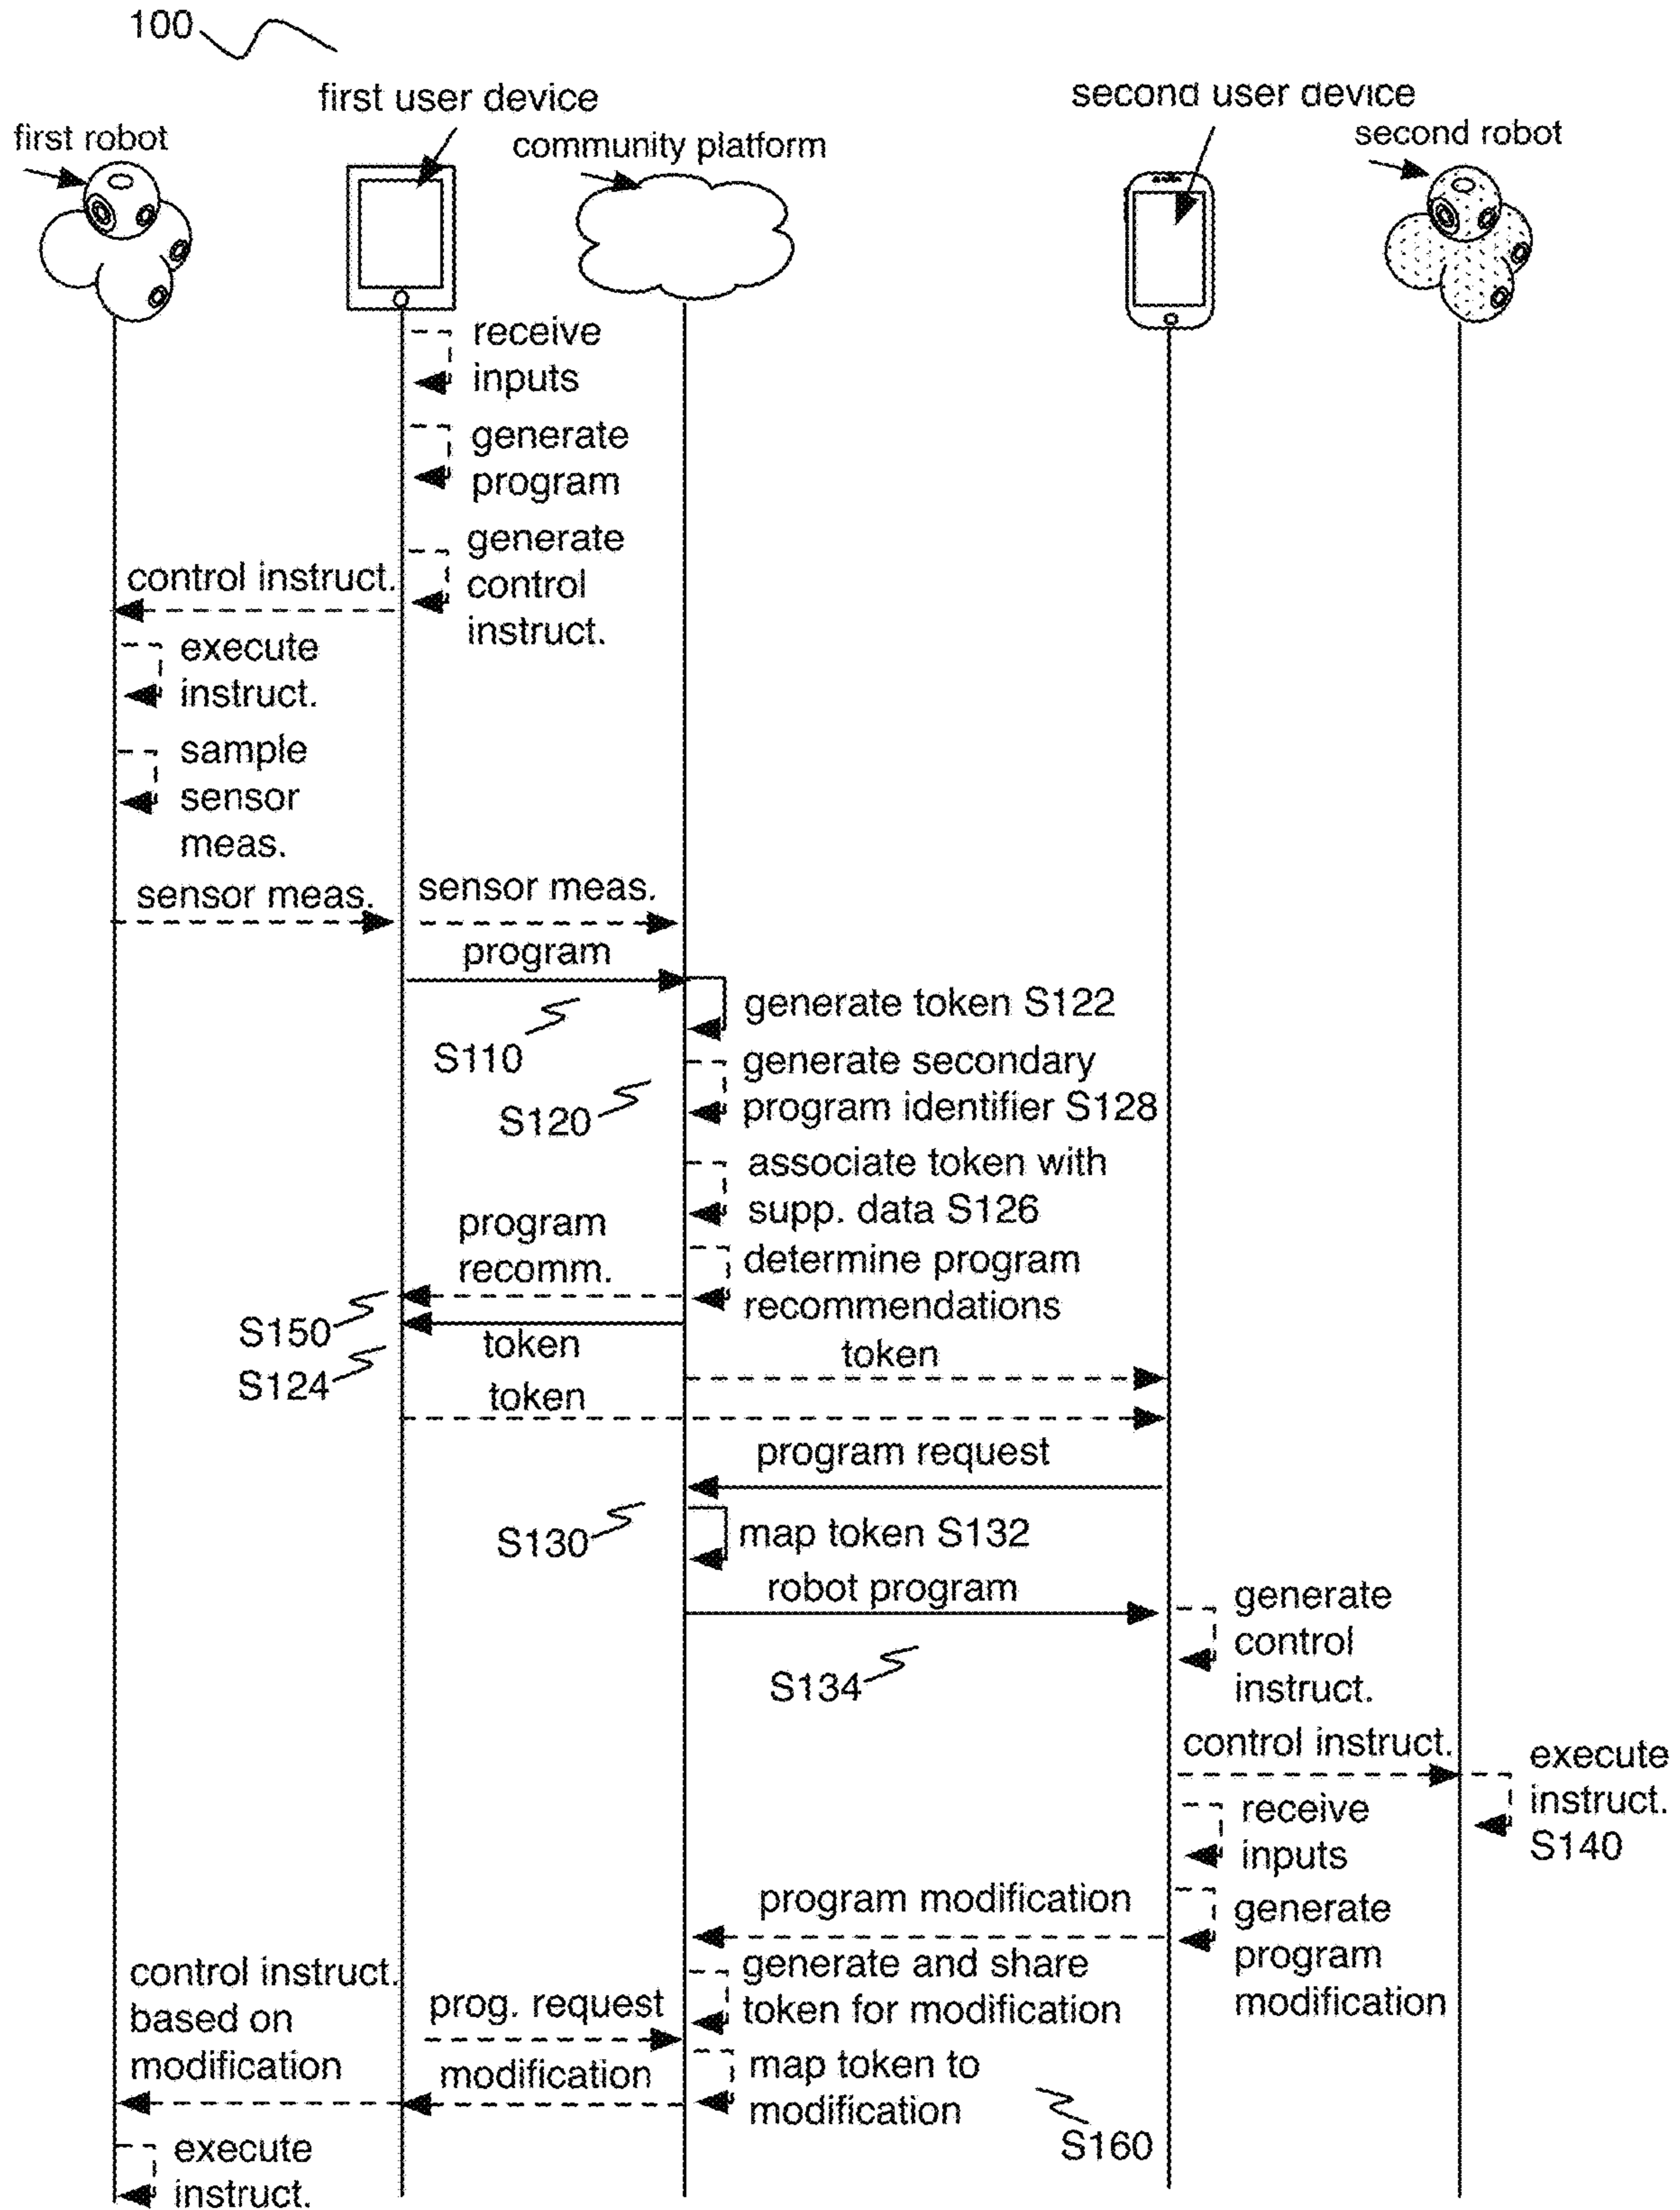 100
first user device
second user device
first robot
community platform
second robot
receive
inputs
generate
program
generate
control
instruct.
control instruct.
execute
instruct.
sample
sensor
meas.
sensor meas.
sensor meas.
program
S110
generate token S122
S120
generate secondary
program identifier S128
associate token with
supp. data S126
program
recomm.
determine program
recommendations
S150
token
S124
token
token
program request
S130
map token S132
robot program
S134
generate
control
instruct.
control instruct.
execute
instruct.
S140
receive
inputs
program modification
generate
program
modification
control instruct.
based on
modification
generate and share
token for modification
prog. request
modification
map token to
modification
S160
execute
instruct.